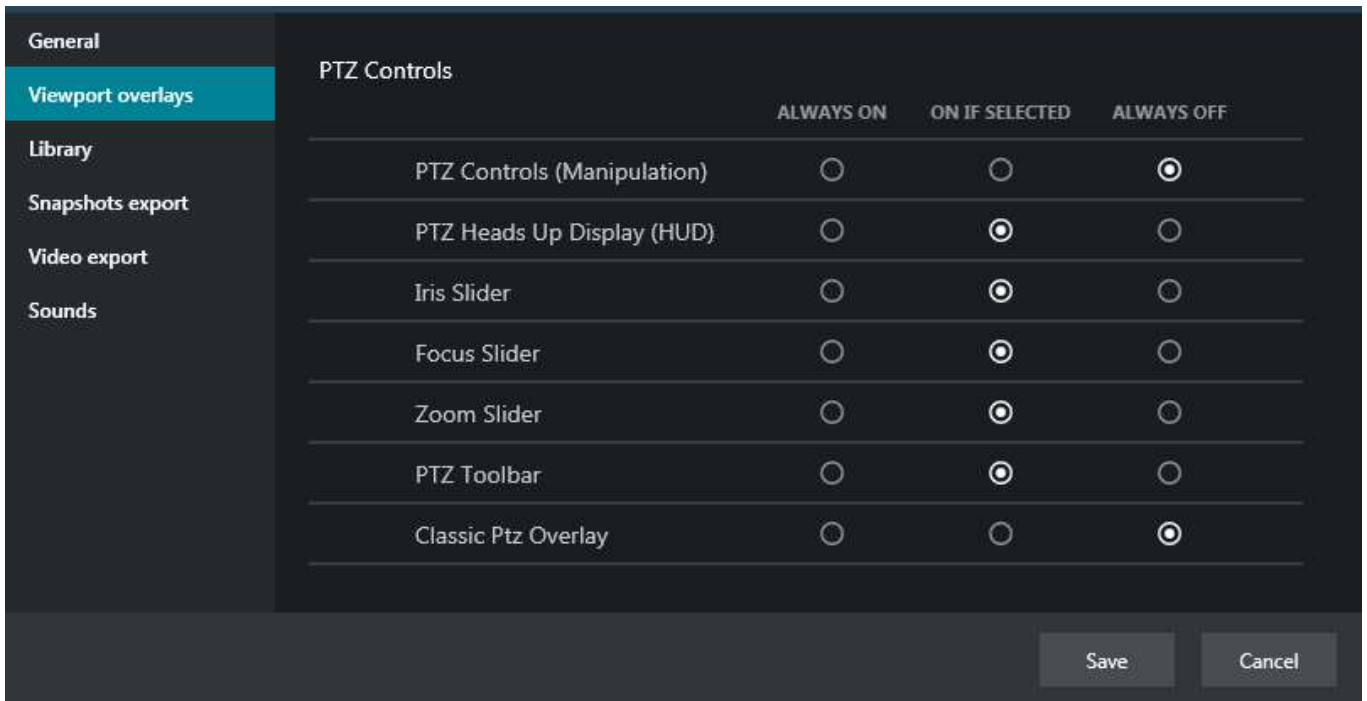 General
Viewport overlays
Library
Snapshots export
Video export
Sounds
PTZ Controls
ALWAYS ON ON IF SELECTED ALWAYS OFF
PTZ Controls (Manipulation)
PTZ Heads Up Display (HUD)
Iris Slider
Focus Slider
Zoom Slider
PTZ Toolbar
Classic Ptz Overlay
Save Cancel